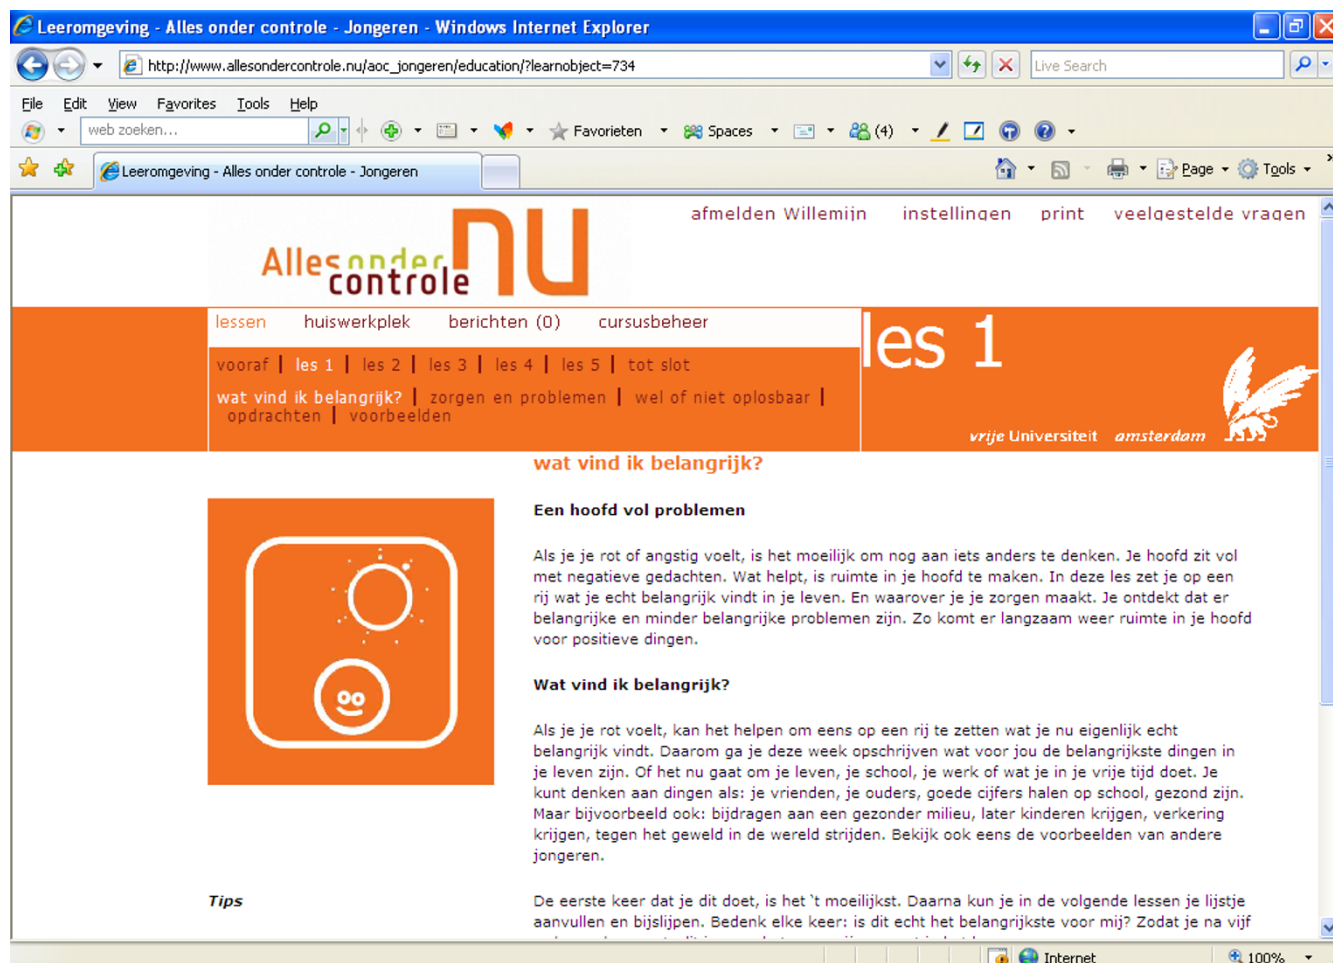 Leeromgeving - Alles onder controle - Jongeren - Windows Internet Explorer
http://www.allesondercontrole.nu/aoc_jongeren/education/?learnobject=734
Live Search
File Edit View Favorites Tools Help
web zoeken...
Favorieten
Spaces
(4)
Leeromgeving - Alles onder controle - Jongeren
Page
Tools
afmelden Willemijn instellingen print veelgestelde vragen
Alles onder
controle
nu
lessen huiswerkplek berichten (0) cursusbeheer
les 1
vooraf | les 1 | les 2 | les 3 | les 4 | les 5 | tot slot
wat vind ik belangrijk? | zorgen en problemen | wel of niet oplosbaar |
opdrachten | voorbeelden
vrije Universiteit amsterdam
wat vind ik belangrijk?
Een hoofd vol problemen
Als je je rot of angstig voelt, is het moeilijk om nog aan iets anders te denken. Je hoofd zit vol
met negatieve gedachten. Wat helpt, is ruimte in je hoofd te maken. In deze les zet je op een
rij wat je echt belangrijk vindt in je leven. En waarover je je zorgen maakt. Je ontdekt dat er
belangrijke en minder belangrijke problemen zijn. Zo komt er langzaam weer ruimte in je hoofd
voor positieve dingen.
Wat vind ik belangrijk?
Als je je rot voelt, kan het helpen om eens op een rij te zetten wat je nu eigenlijk echt
belangrijk vindt. Daarom ga je deze week opschrijven wat voor jou de belangrijkste dingen in
je leven zijn. Of het nu gaat om je leven, je school, je werk of wat je in je vrije tijd doet. Je
kunt denken aan dingen als: je vrienden, je ouders, goede cijfers halen op school, gezond zijn.
Maar bijvoorbeeld ook: bijdragen aan een gezonder milieu, later kinderen krijgen, verkering
krijgen, tegen het geweld in de wereld strijden. Bekijk ook eens de voorbeelden van andere
jongeren.
Tips
De eerste keer dat je dit doet, is het 't moeilijkst. Daarna kun je in de volgende lessen je lijstje
aanvullen en bijslijpen. Bedenk elke keer: is dit echt het belangrijkste voor mij? Zodat je na vijf
Internet
100%